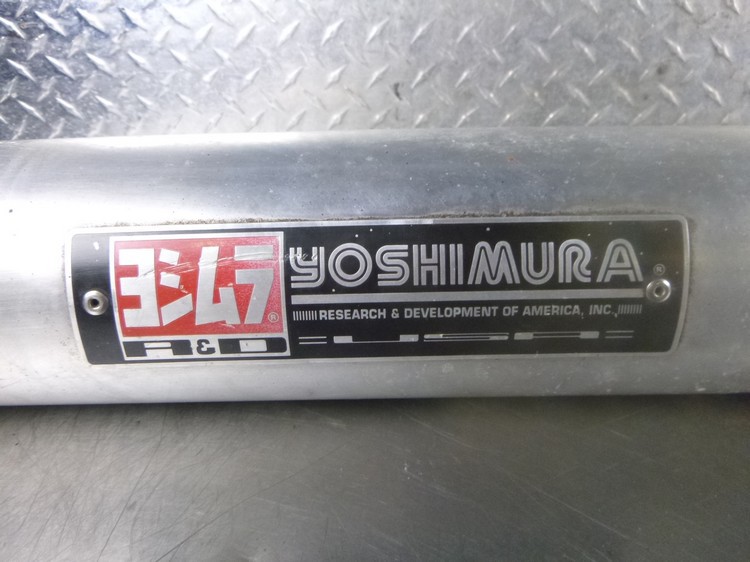 ヨシムラ®
R&D
YOSHIMURA®
RESEARCH & DEVELOPMENT OF AMERICA, INC.,
USA